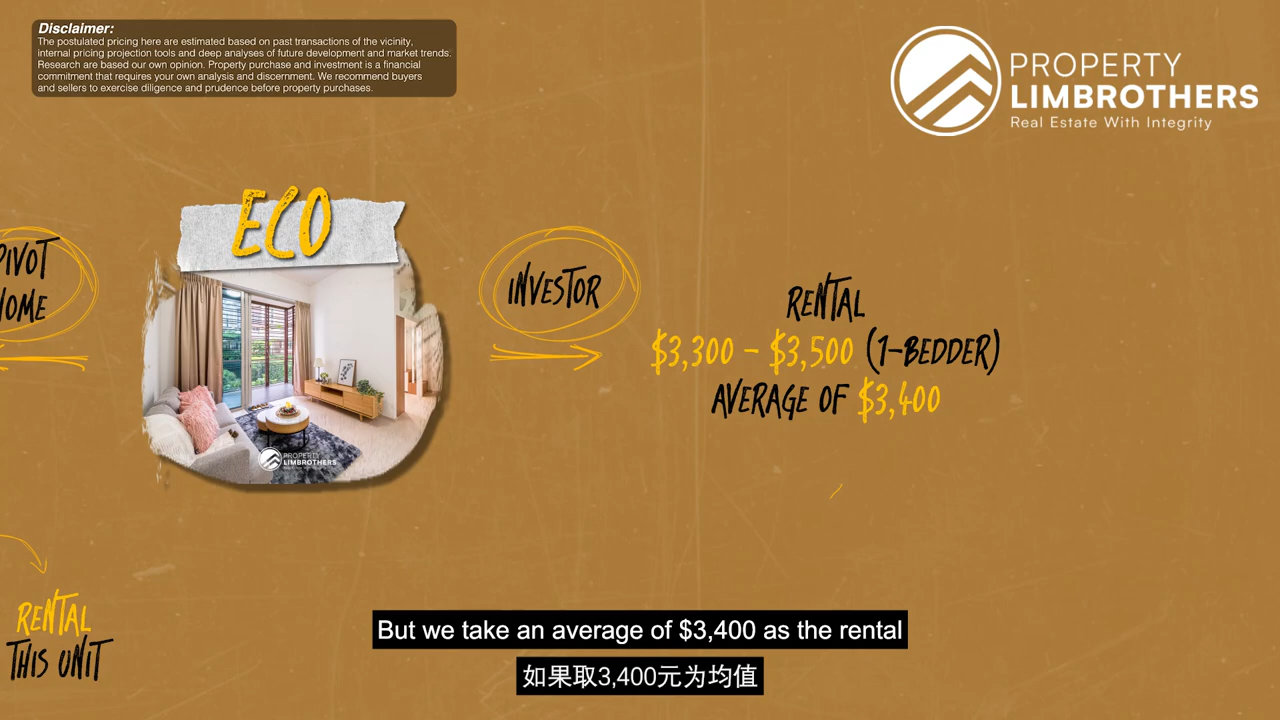 Disclaimer:
The postulated pricing here are estimated based on past transactions of the vicinity,
internal pricing projection tools and deep analyses of future development and market trends.
Research are based our own opinion. Property purchase and investment is a financial
commitment that requires your own analysis and discernment. We recommend buyers
and sellers to exercise diligence and prudence before property purchases.
PROPERTY
LIMBROTHERS
Real Estate With Integrity
PIVOT
HOME
ECO
PROPERTY
LIMBROTHERS
INVESTOR
RENTAL
$3,300 - $3,500 (1-BEDDER)
AVERAGE OF $3,400
RENTAL
THIS UNIT
But we take an average of $3,400 as the rental
如果取3,400元为均值